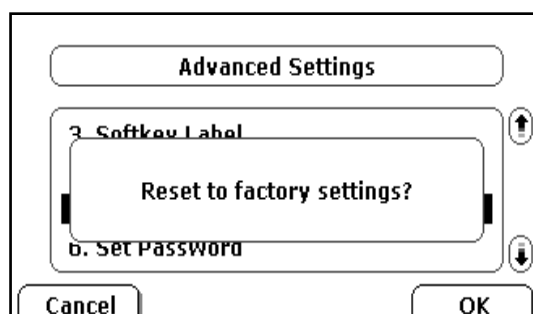 Advanced Settings
3. Softkey Label
Reset to factory settings?
6. Set Password
Cancel
OK